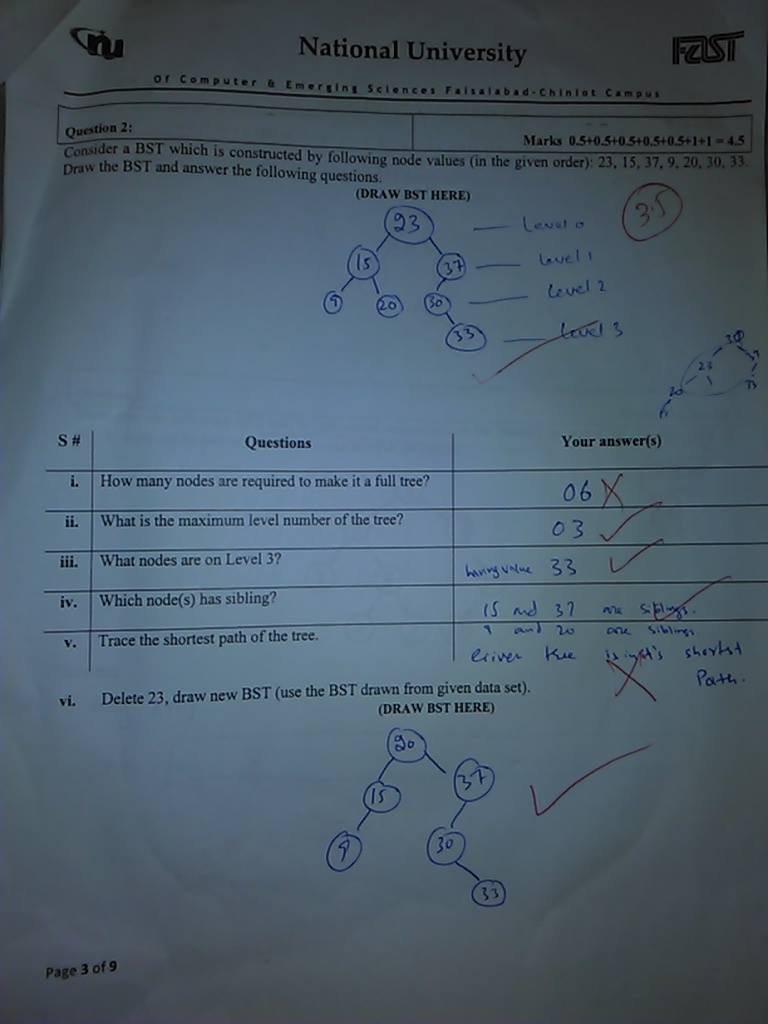 nu
National University
FAST
Of Computer & Emerging Sciences Faisalabad-Chiniot Campus
Question 2:
Marks 0.5+0.5+0.5+0.5+0.5+1+1 = 4.5
Consider a BST which is constructed by following node values (in the given order): 23, 15, 37, 9, 20, 30, 33.
Draw the BST and answer the following questions.
(DRAW BST HERE)
3.5
23 Level 0
15 37 Level 1
9 20 30 Level 2
33 Level 3
30
23
20 33
S # Questions Your answer(s)
i. How many nodes are required to make it a full tree? 06
ii. What is the maximum level number of the tree? 03
iii. What nodes are on Level 3? having value 33
iv. Which node(s) has sibling? 15 and 37 are siblings.
9 and 20 are siblings
v. Trace the shortest path of the tree. Given tree is in it's shortest
Path.
vi. Delete 23, draw new BST (use the BST drawn from given data set).
(DRAW BST HERE)
20
15 37
9 30
33
Page 3 of 9